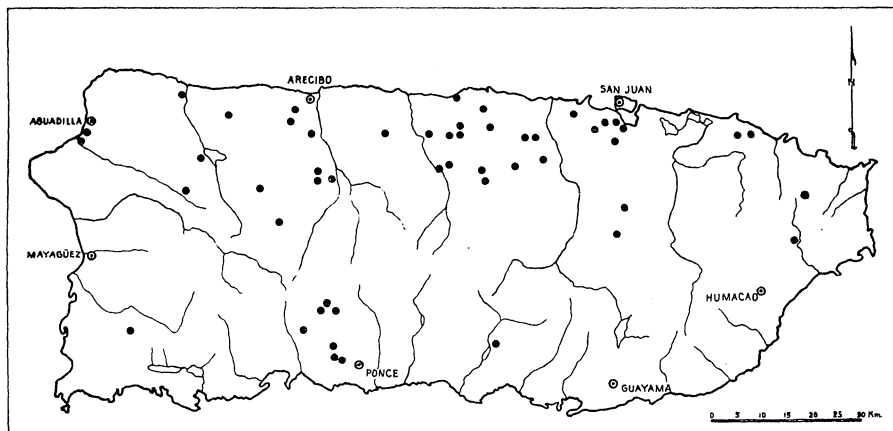 ARECIBO
SAN JUAN
N
AGUADILLA
MAYAGÜEZ
HUMACAO
PONCE
GUAYAMA
0 5 10 15 20 25 30 Km.